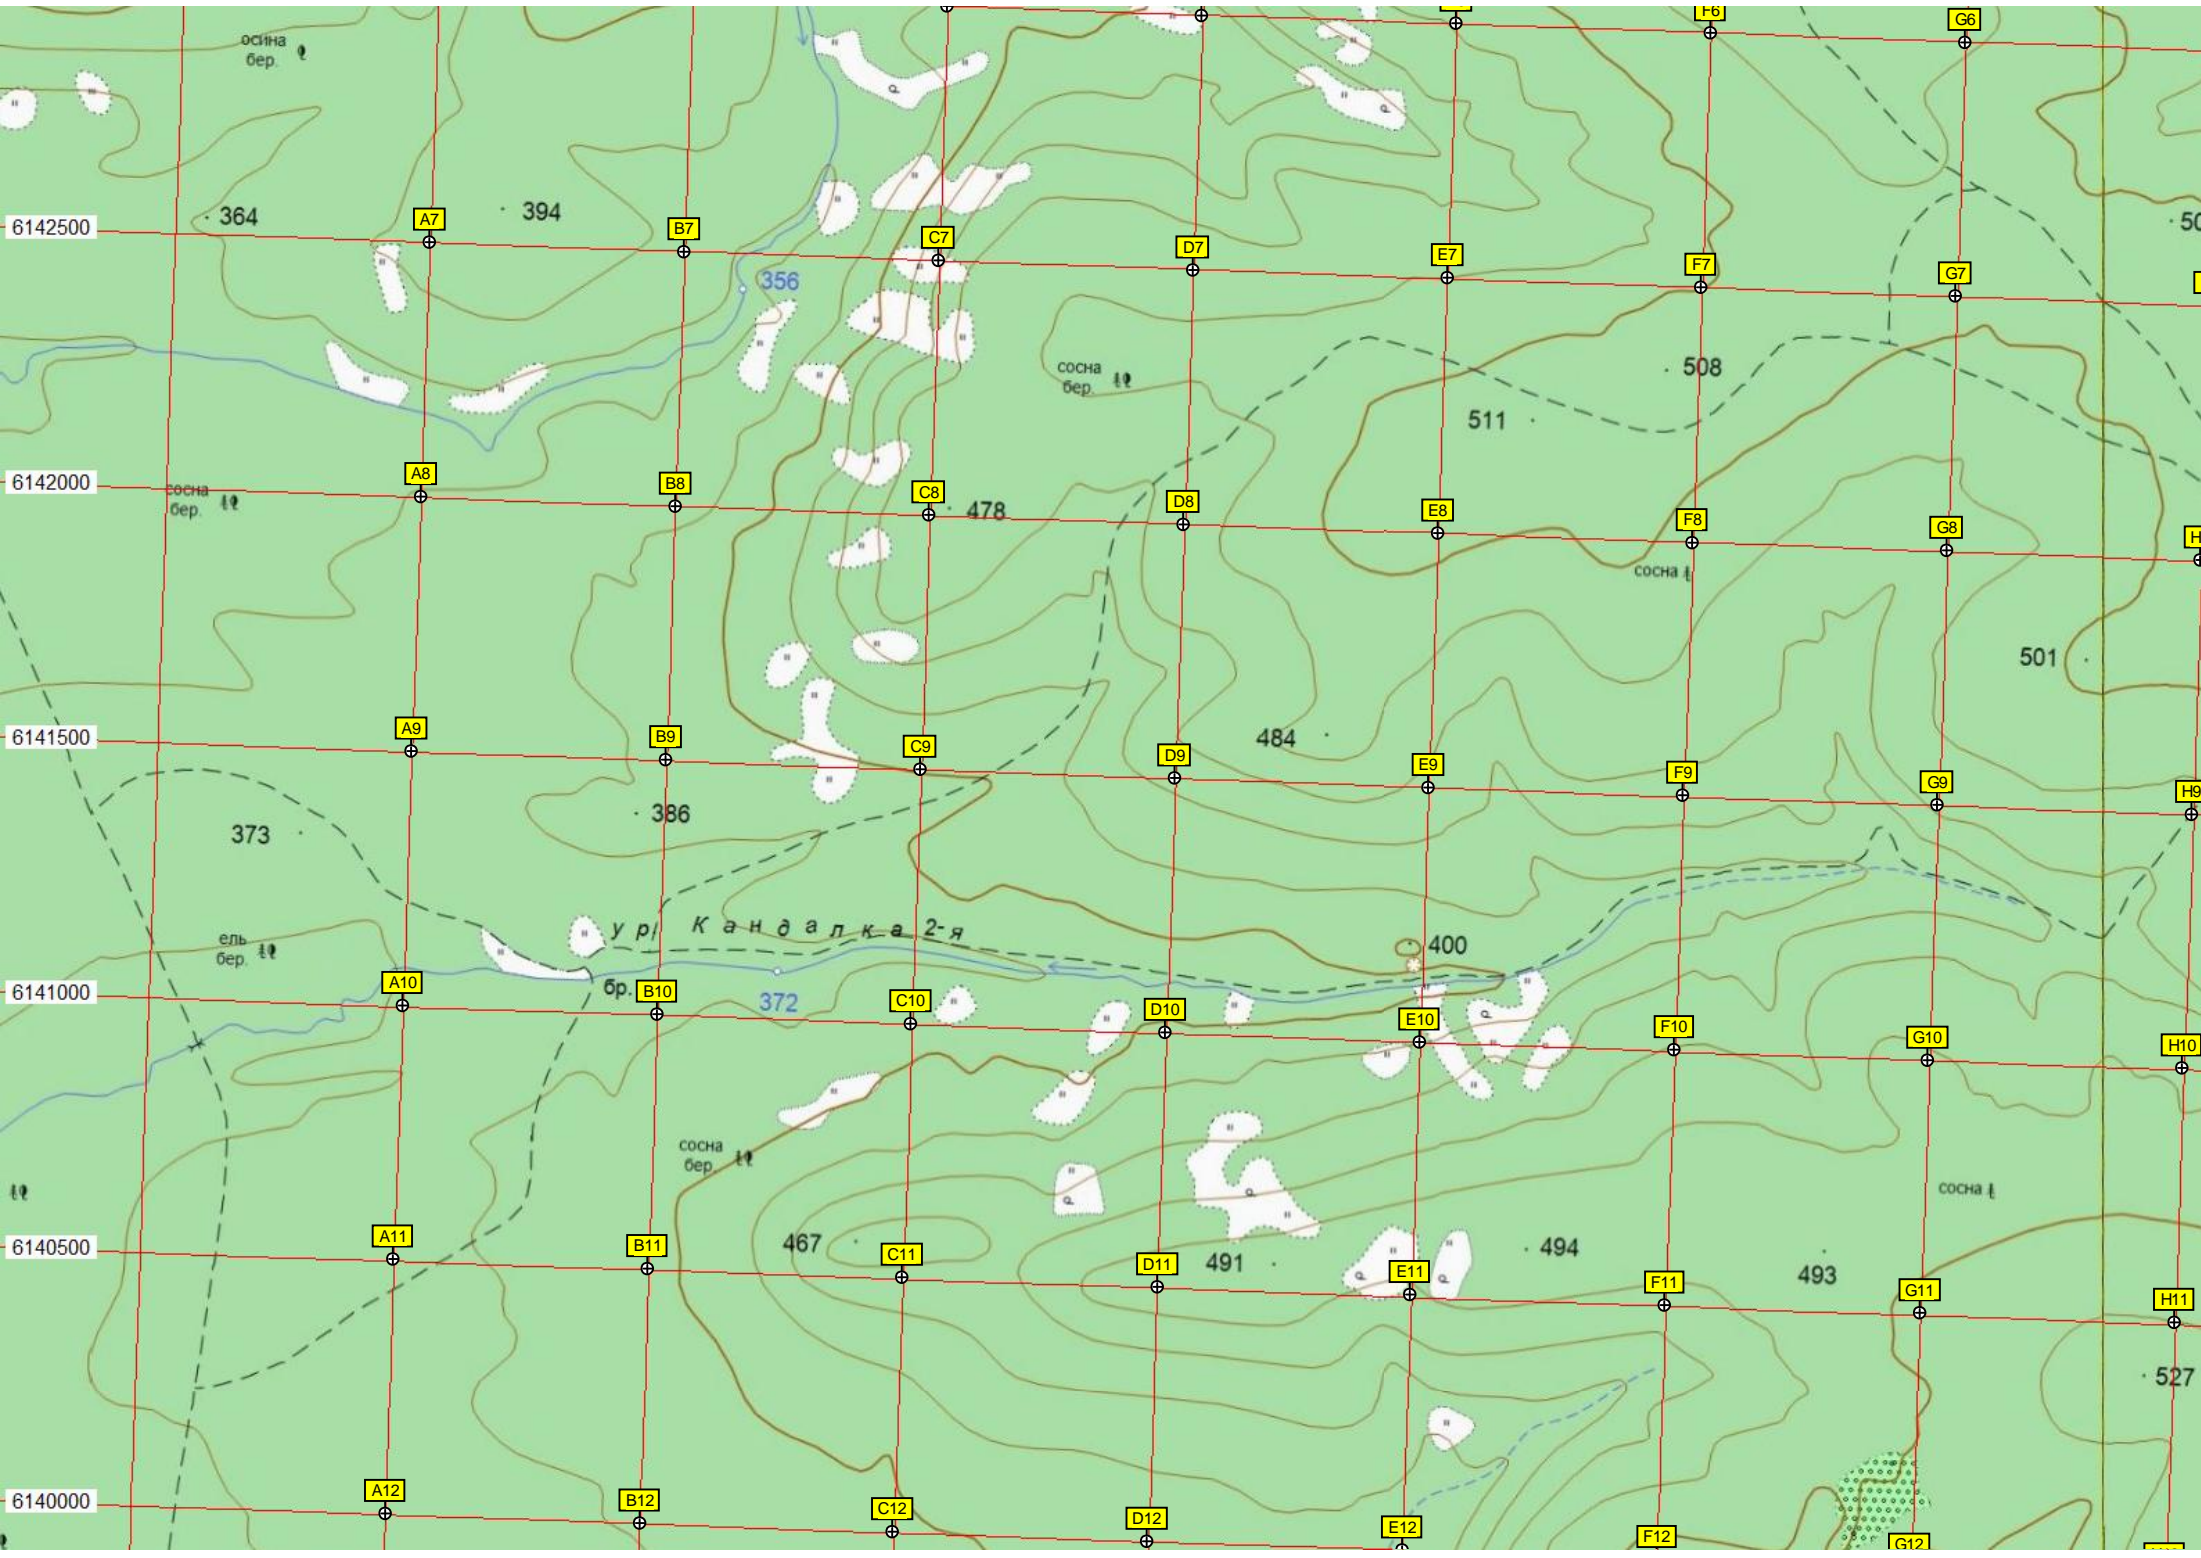 F6
G6
осина
бер.
364
394
6142500
A7
B7
C7
D7
E7
F7
G7
356
508
сосна
бер.
511
6142000
сосна
бер.
A8
B8
C8
478
D8
E8
F8
G8
H
сосна
501
6141500
A9
B9
C9
D9
484
E9
F9
G9
H9
373
386
ур. Кандалка 2-я
ель
бер.
400
6141000
A10
бр.
B10
372
C10
D10
E10
F10
G10
H10
сосна
бер.
сосна
6140500
A11
B11
467
C11
D11
491
E11
494
F11
493
G11
H11
527
6140000
A12
B12
C12
D12
E12
F12
G12